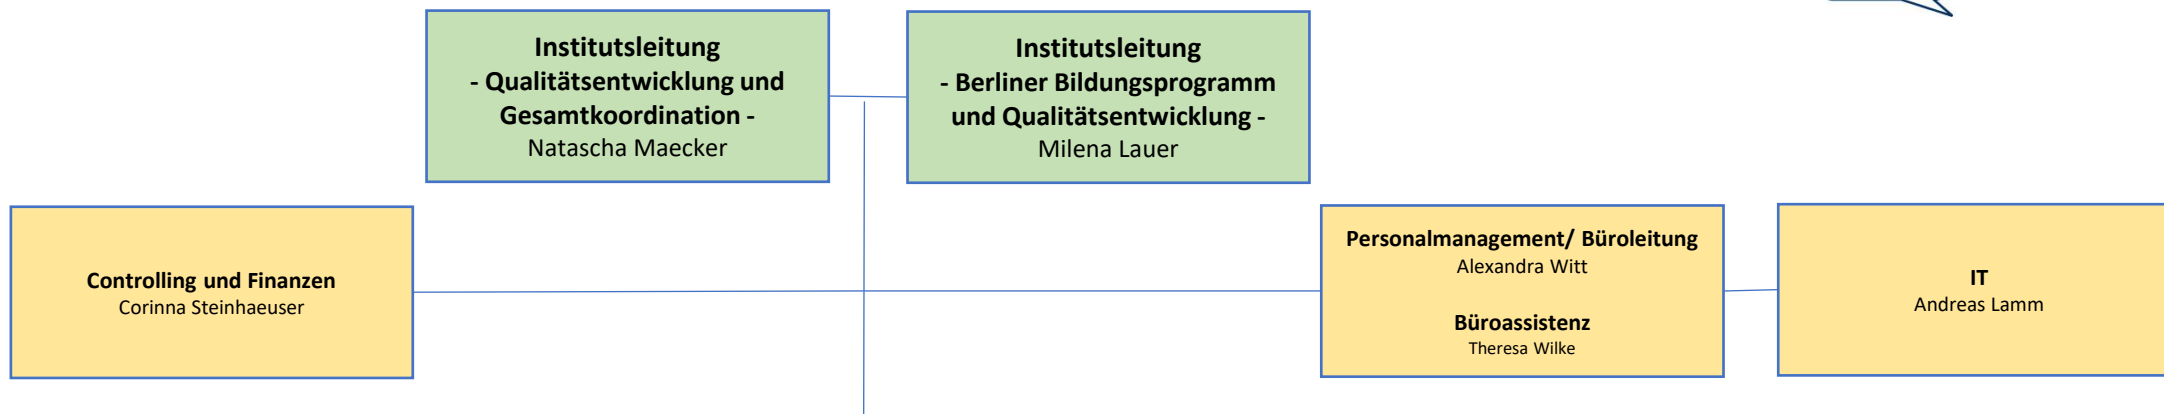 Institutsleitung
- Qualitätsentwicklung und
Gesamtkoordination -
Natascha Maecker
Institutsleitung
- Berliner Bildungsprogramm
und Qualitätsentwicklung -
Milena Lauer
Controlling und Finanzen
Corinna Steinhaeuser
Personalmanagement/ Büroleitung
Alexandra Witt
Büroassistenz
Theresa Wilke
IT
Andreas Lamm